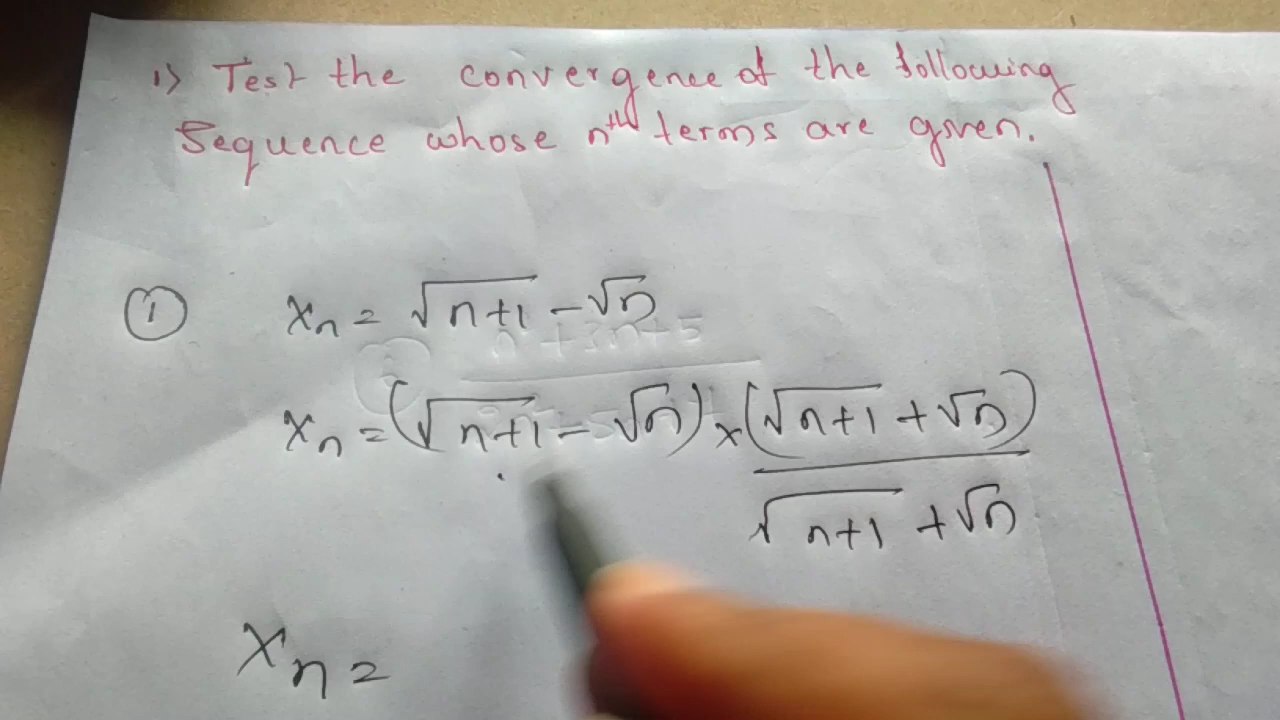 1) Test the convergence of the following
Sequence whose nth terms are given.
① xn = √(n+1) - √n
xn = (√(n+1) - √n) × (√(n+1) + √n)
√(n+1) + √n
xn =